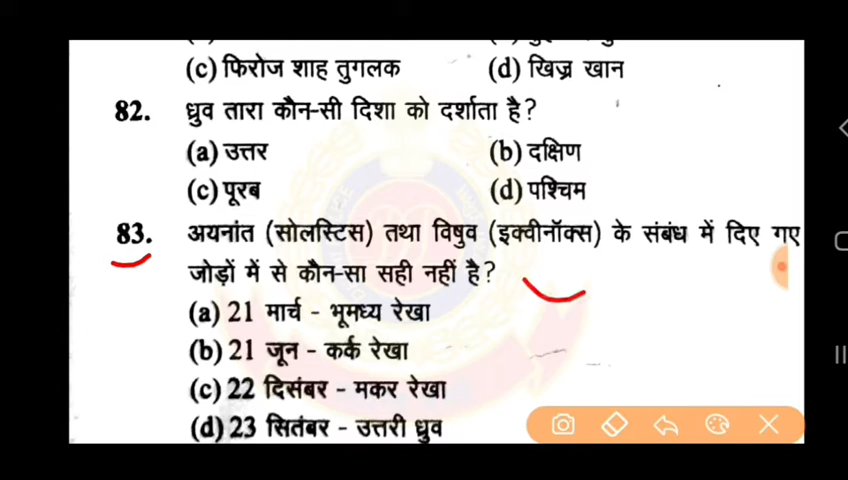 (c) फिरोज शाह तुगलक (d) खिज्र खान
82. ध्रुव तारा कौन-सी दिशा को दर्शाता है?
(a) उत्तर (b) दक्षिण
(c) पूरब (d) पश्चिम
83. अयनांत (सोलस्टिस) तथा विषुव (इक्वीनॉक्स) के संबंध में दिए गए
जोड़ों में से कौन-सा सही नहीं है?
(a) 21 मार्च - भूमध्य रेखा
(b) 21 जून - कर्क रेखा
(c) 22 दिसंबर - मकर रेखा
(d) 23 सितंबर - उत्तरी ध्रुव